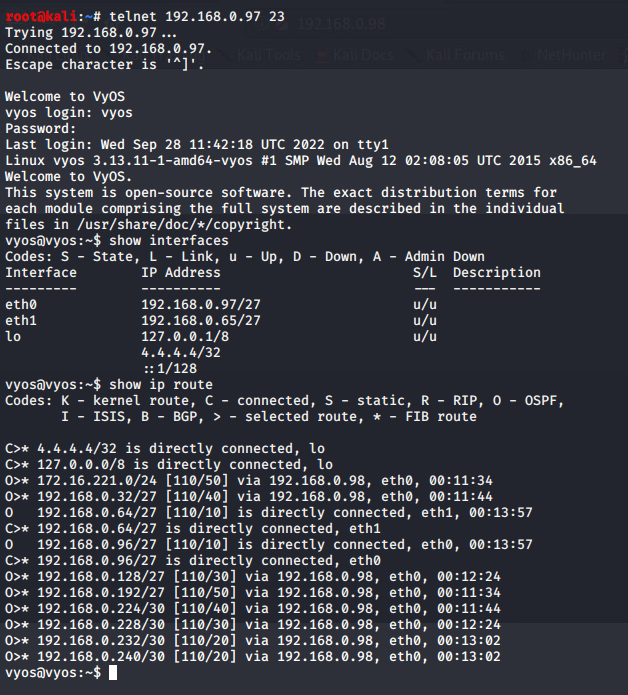 root@kali:~# telnet 192.168.0.97 23
Trying 192.168.0.97...
Connected to 192.168.0.97.
Escape character is '^]'.
Welcome to VyOS
vyos login: vyos
Password:
Last login: Wed Sep 28 11:42:18 UTC 2022 on tty1
Linux vyos 3.13.11-1-amd64-vyos #1 SMP Wed Aug 12 02:08:05 UTC 2015 x86_64
Welcome to VyOS.
This system is open-source software. The exact distribution terms for
each module comprising the full system are described in the individual
files in /usr/share/doc/*/copyright.
vyos@vyos:~$ show interfaces
Codes: S - State, L - Link, u - Up, D - Down, A - Admin Down
Interface        IP Address                        S/L  Description
---------        ----------                        ---  -----------
eth0             192.168.0.97/27                   u/u
eth1             192.168.0.65/27                   u/u
lo               127.0.0.1/8                       u/u
                 4.4.4.4/32
                 ::1/128
vyos@vyos:~$ show ip route
Codes: K - kernel route, C - connected, S - static, R - RIP, O - OSPF,
       I - ISIS, B - BGP, > - selected route, * - FIB route
C>* 4.4.4.4/32 is directly connected, lo
C>* 127.0.0.0/8 is directly connected, lo
O>* 172.16.221.0/24 [110/50] via 192.168.0.98, eth0, 00:11:34
O>* 192.168.0.32/27 [110/40] via 192.168.0.98, eth0, 00:11:44
O   192.168.0.64/27 [110/10] is directly connected, eth1, 00:13:57
C>* 192.168.0.64/27 is directly connected, eth1
O   192.168.0.96/27 [110/10] is directly connected, eth0, 00:13:57
C>* 192.168.0.96/27 is directly connected, eth0
O>* 192.168.0.128/27 [110/30] via 192.168.0.98, eth0, 00:12:24
O>* 192.168.0.192/27 [110/50] via 192.168.0.98, eth0, 00:11:34
O>* 192.168.0.224/30 [110/40] via 192.168.0.98, eth0, 00:11:44
O>* 192.168.0.228/30 [110/30] via 192.168.0.98, eth0, 00:12:24
O>* 192.168.0.232/30 [110/20] via 192.168.0.98, eth0, 00:13:02
O>* 192.168.0.240/30 [110/20] via 192.168.0.98, eth0, 00:13:02
vyos@vyos:~$
192.168.0.98
Kali Tools Kali Docs Kali Forums NetHunter